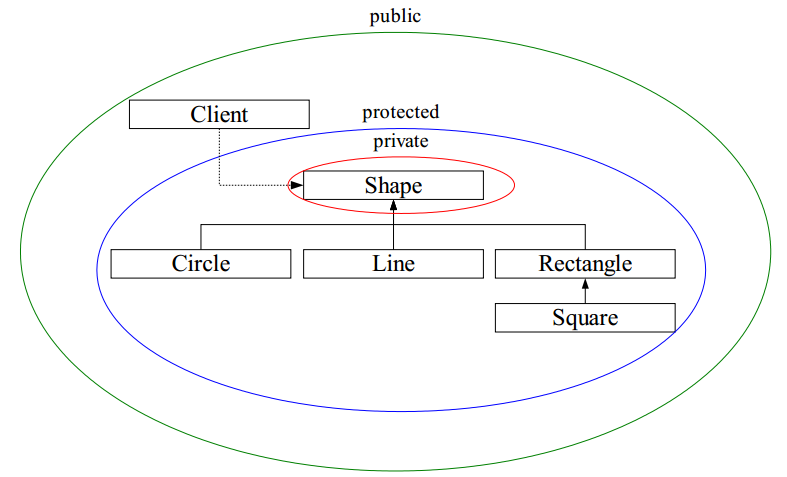 public
Client
protected
private
Shape
Circle
Line
Rectangle
Square